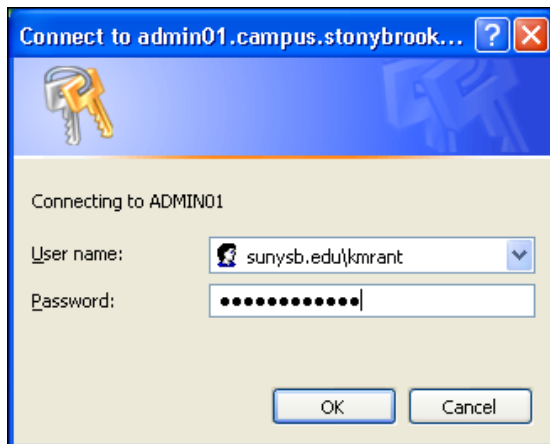 Connect to admin01.campus.stonybrook...
Connecting to ADMIN01
User name: sunysb.edu\kmrant
Password: ●●●●●●●●●●●●
OK Cancel